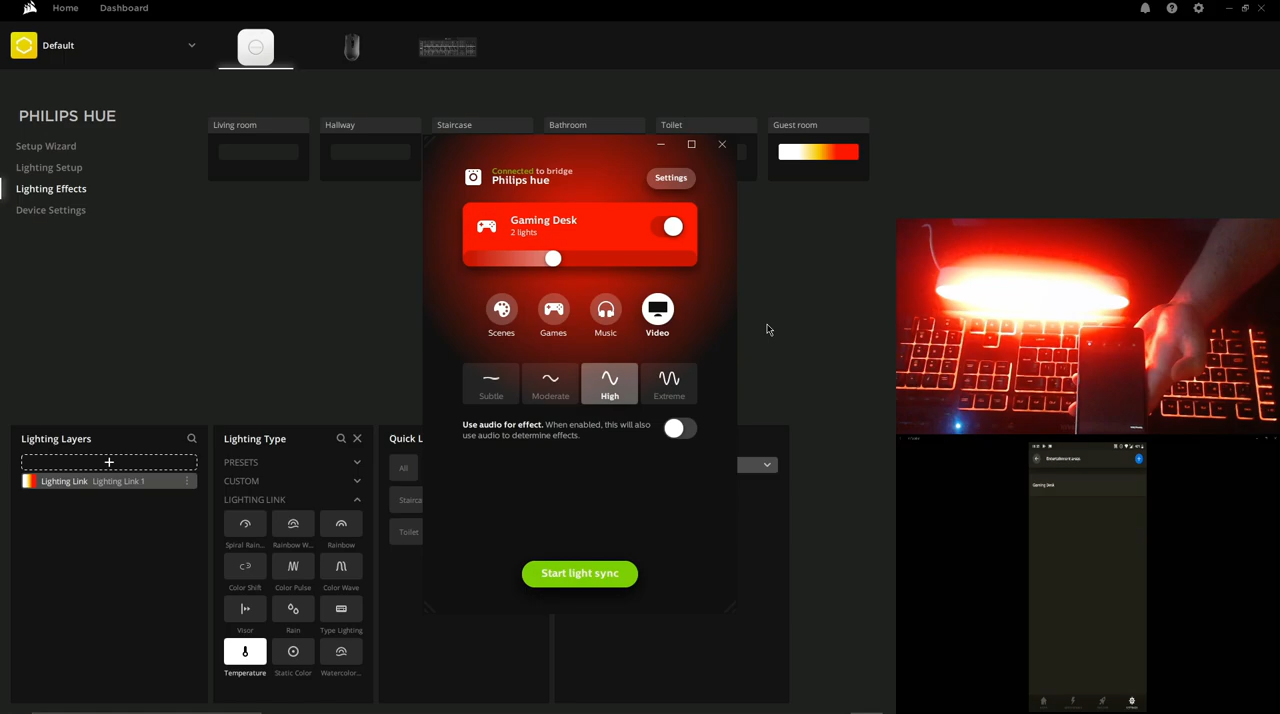 Home Dashboard
Default
PHILIPS HUE
Setup Wizard
Lighting Setup
Lighting Effects
Device Settings
Living room
Hallway
Staircase
Bathroom
Toilet
Guest room
Connected to bridge
Philips hue
Settings
Gaming Desk
2 lights
Scenes
Games
Music
Video
Subtle
Moderate
High
Extreme
Use audio for effect. When enabled, this will also
use audio to determine effects.
Start light sync
Lighting Layers
+
Lighting Link Lighting Link 1
Lighting Type
PRESETS
CUSTOM
LIGHTING LINK
Spiral Rain...
Rainbow W...
Rainbow
Color Shift
Color Pulse
Color Wave
Visor
Rain
Type Lighting
Temperature
Static Color
Watercolor...
Quick L
All
Stairca
Toilet
Entertainment areas
Gaming Desk